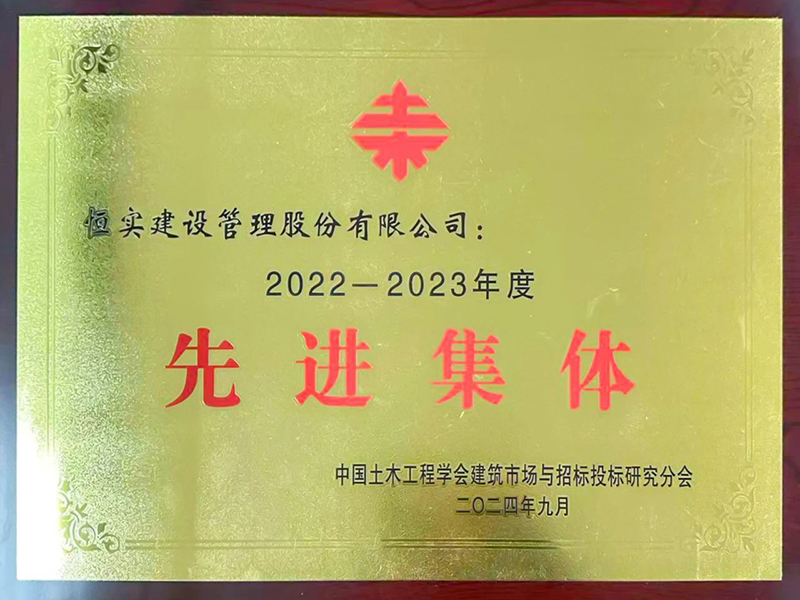 恒实建设管理股份有限公司：
2022—2023年度
先进集体
中国土木工程学会建筑市场与招标投标研究分会
二〇二四年九月